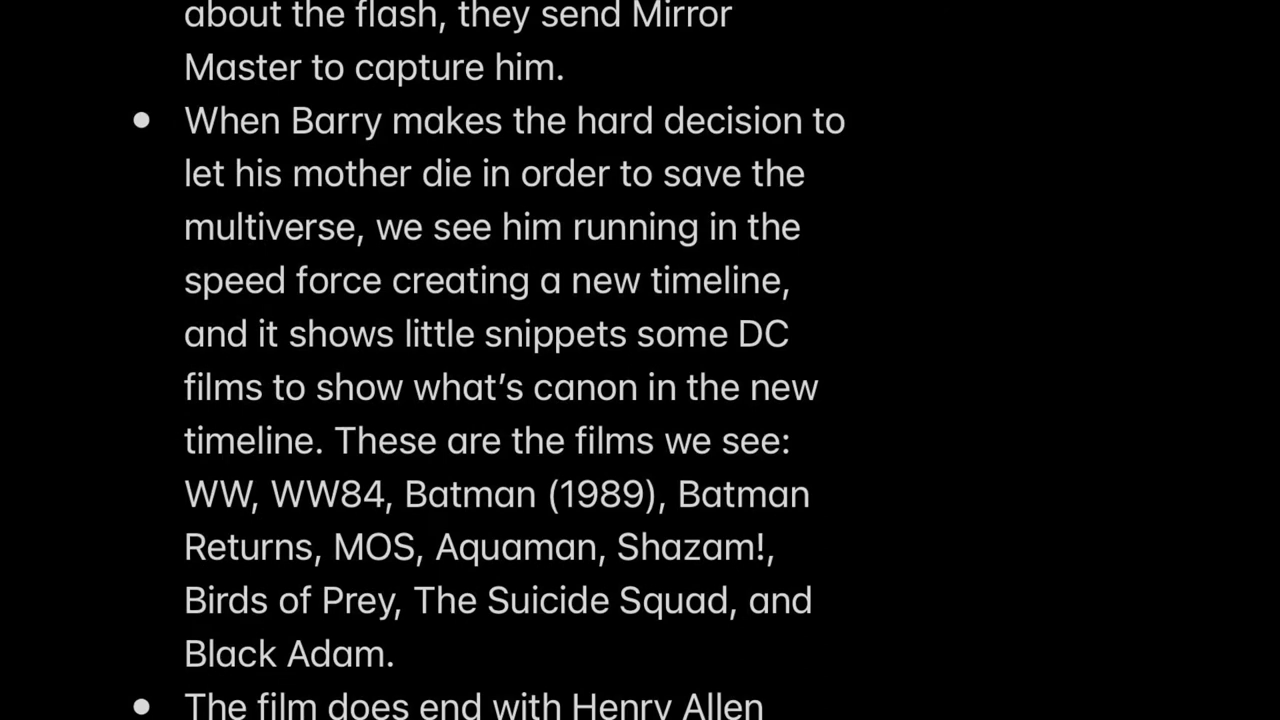 about the flash, they send Mirror
Master to capture him.
• When Barry makes the hard decision to
let his mother die in order to save the
multiverse, we see him running in the
speed force creating a new timeline,
and it shows little snippets some DC
films to show what’s canon in the new
timeline. These are the films we see:
WW, WW84, Batman (1989), Batman
Returns, MOS, Aquaman, Shazam!,
Birds of Prey, The Suicide Squad, and
Black Adam.
• The film does end with Henry Allen